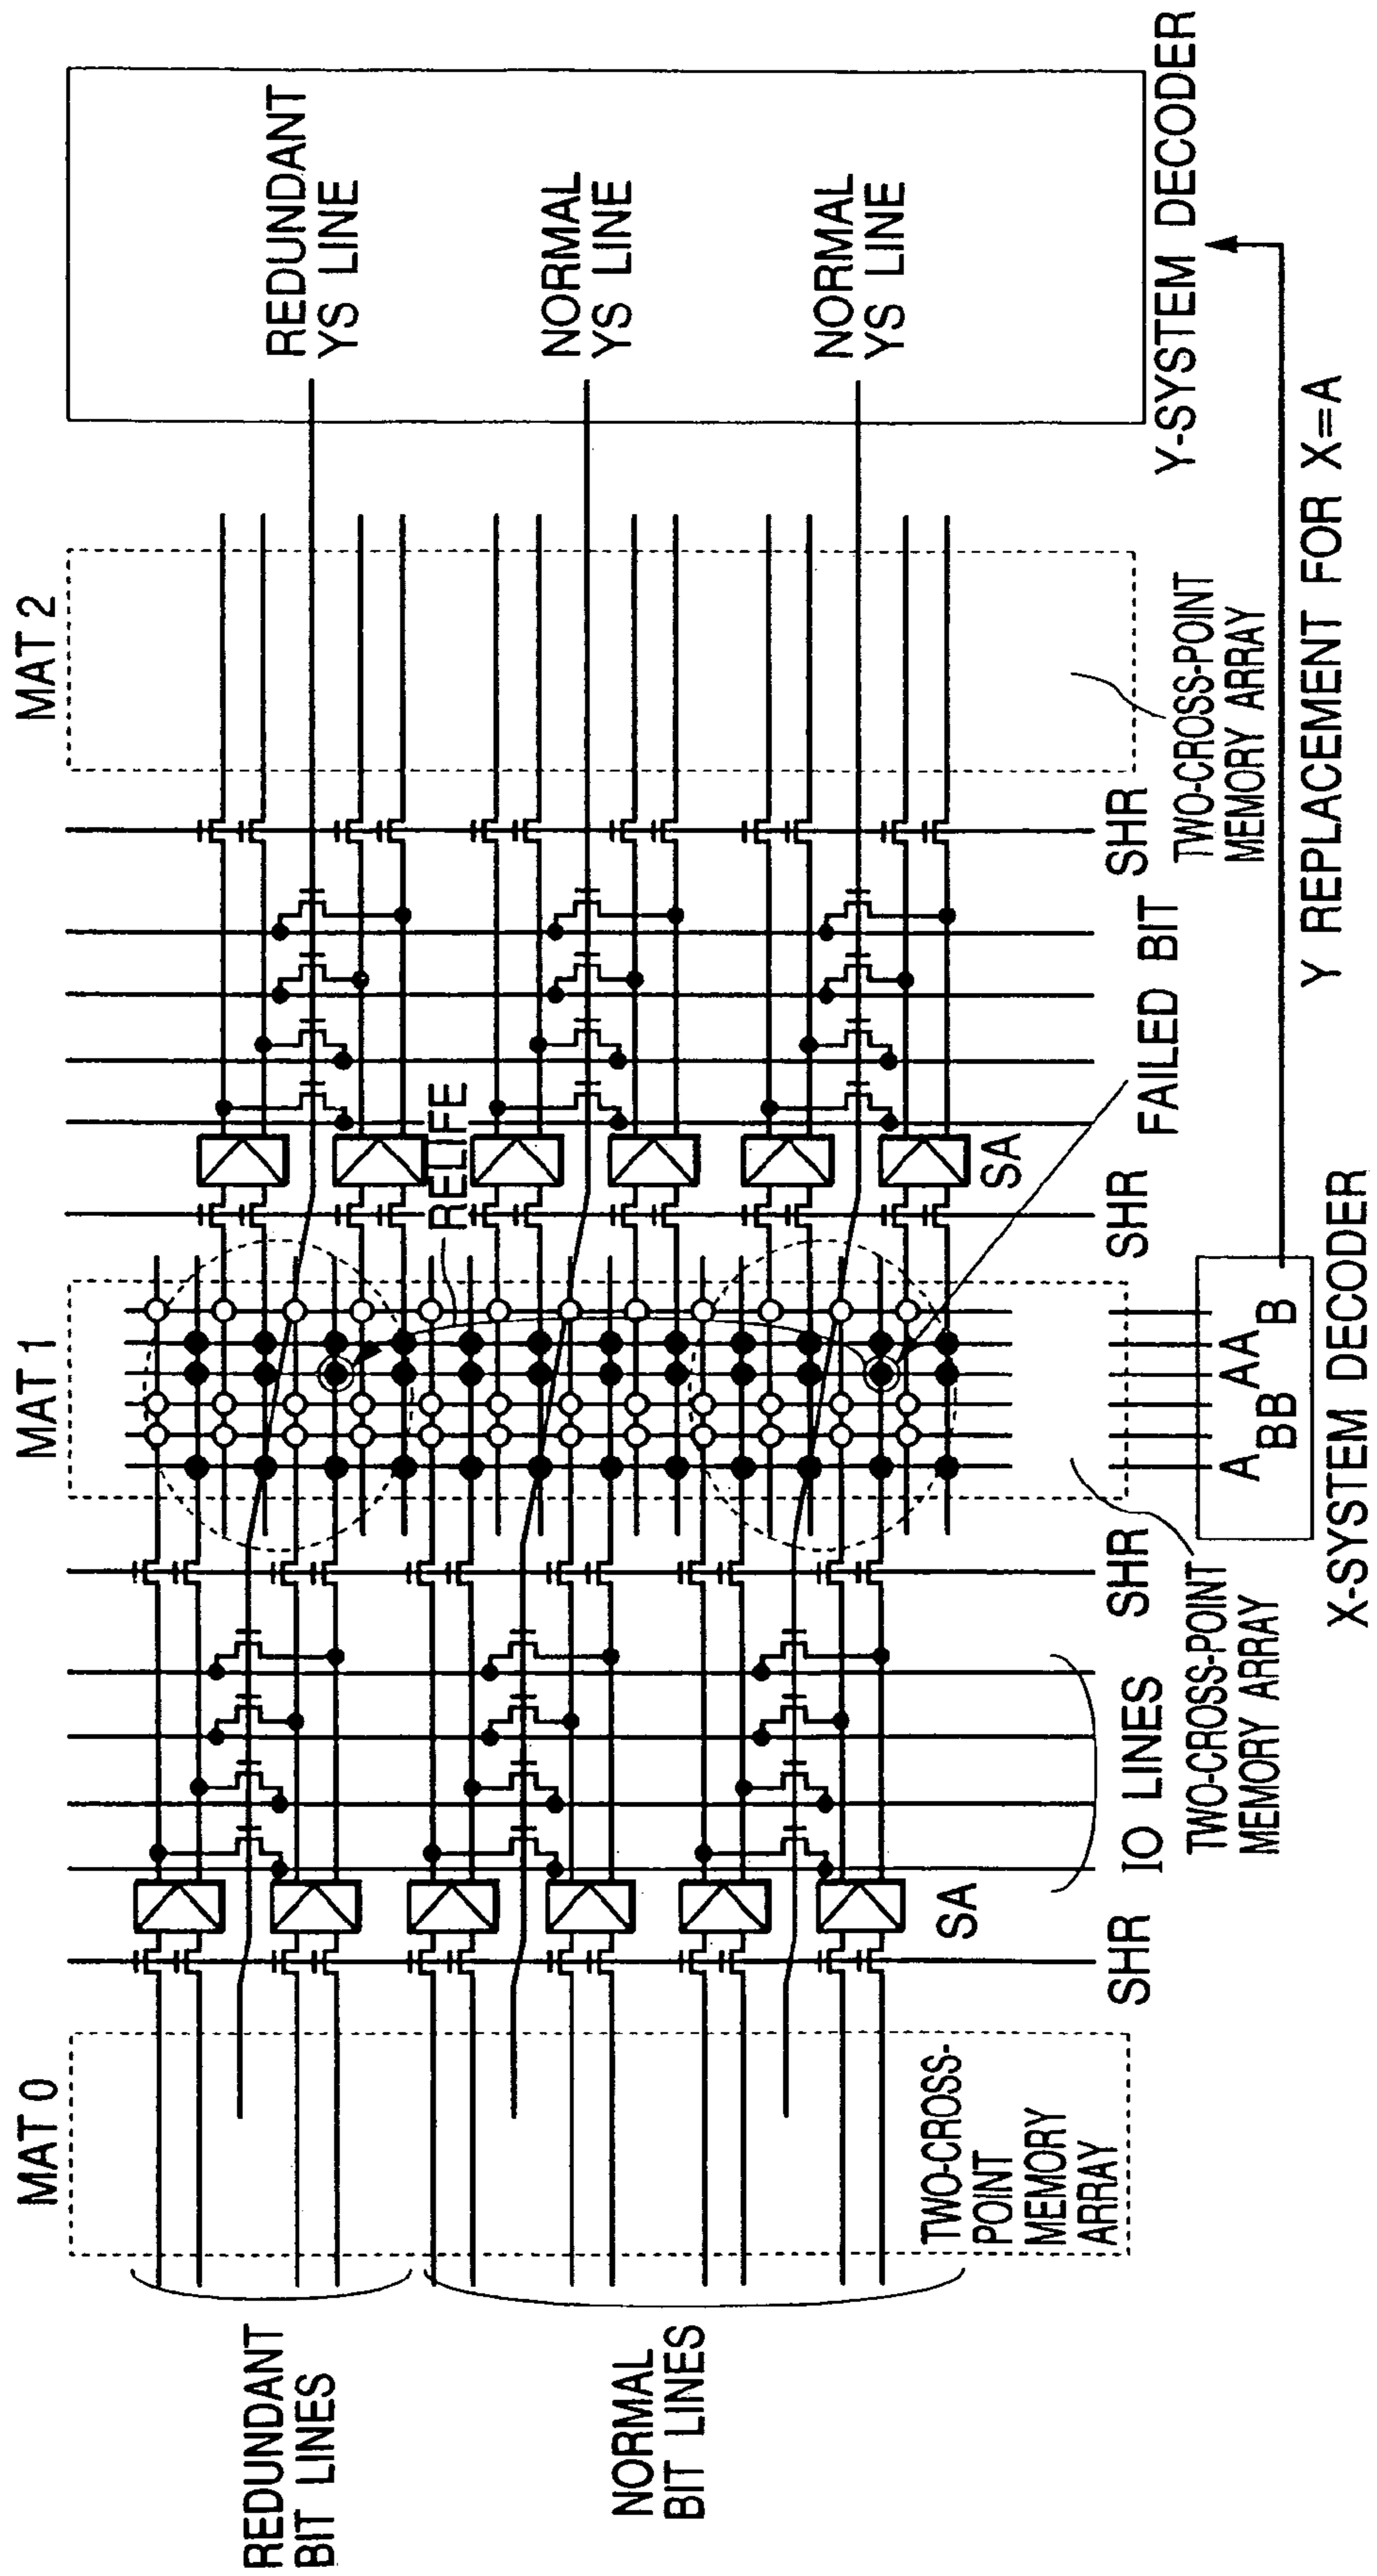 MAT 0
MAT 1
MAT 2
REDUNDANT
BIT LINES
NORMAL
BIT LINES
REDUNDANT
YS LINE
NORMAL
YS LINE
NORMAL
YS LINE
RELIFE
TWO-CROSS-
POINT
MEMORY
ARRAY
SA
SA
SHR
IO LINES
SHR
SHR
FAILED BIT
SHR
Y-SYSTEM DECODER
TWO-CROSS-POINT
MEMORY ARRAY
TWO-CROSS-POINT
MEMORY ARRAY
A BB AA B
X-SYSTEM DECODER
Y REPLACEMENT FOR X=A